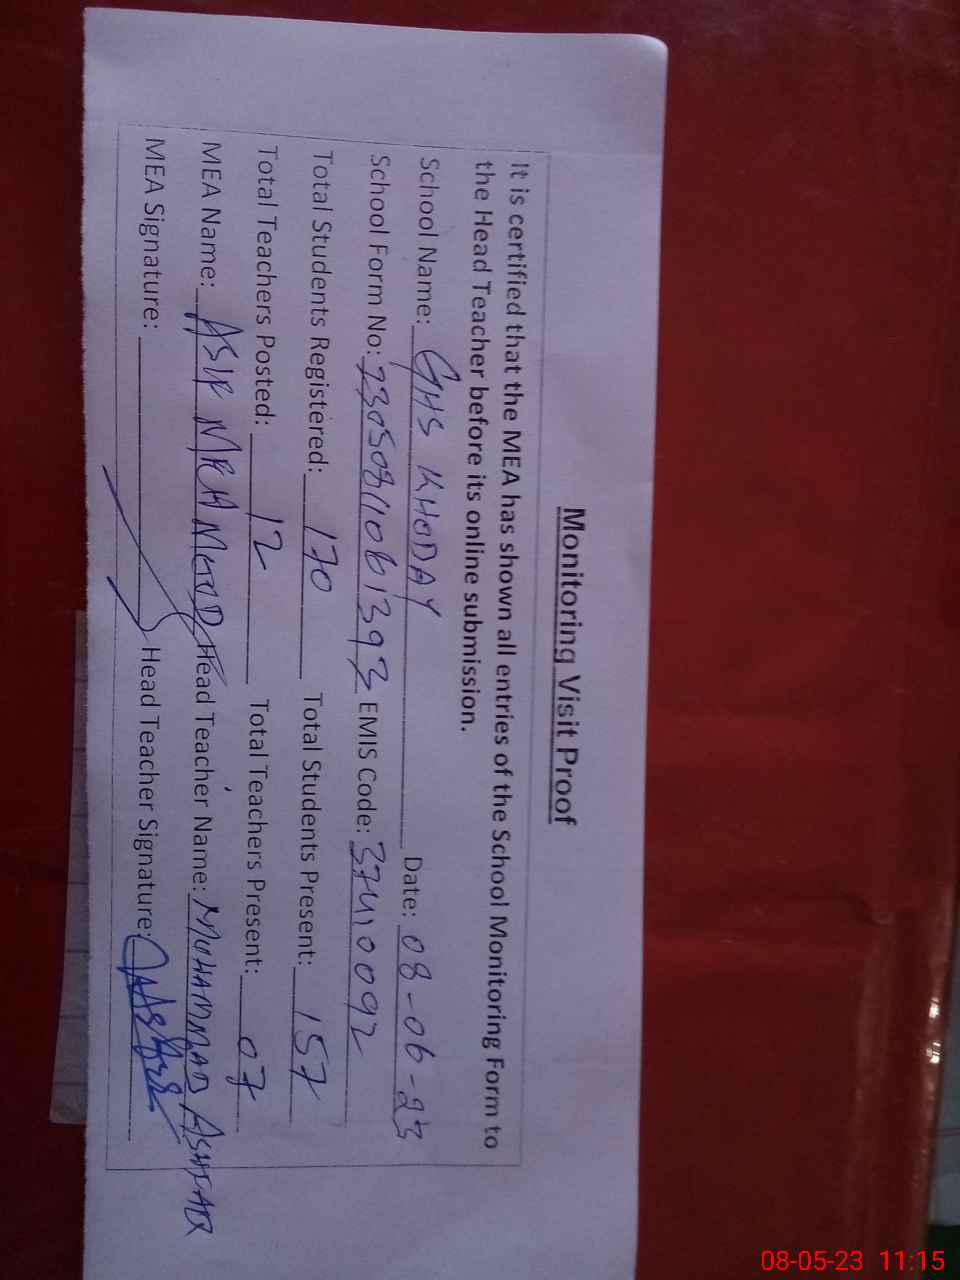 Monitoring Visit Proof
It is certified that the MEA has shown all entries of the School Monitoring Form to
the Head Teacher before its online submission.
School Name: GHS KHODAY Date: 08-06-23
School Form No: 73050811061393 EMIS Code: 37410092
Total Students Registered: 170 Total Students Present: 157
Total Teachers Posted: 12 Total Teachers Present: 07
MEA Name: ASIF MEHMOOD Head Teacher Name: MUHAMMAD
MEA Signature: Head Teacher Signature:
08-05-23 11:15